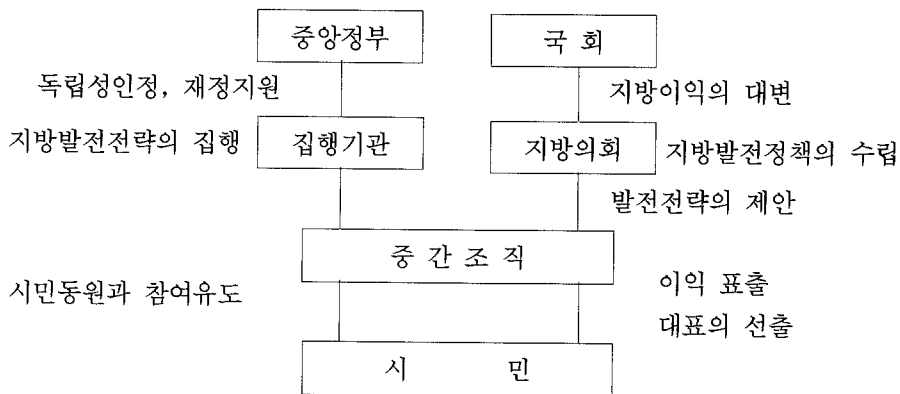 중앙정부 국 회
독립성인정, 재정지원 지방이익의 대변
지방발전전략의 집행 집행기관 지방의회 지방발전정책의 수립
발전전략의 제안
중 간 조 직
시민동원과 참여유도 이익 표출
대표의 선출
시 민